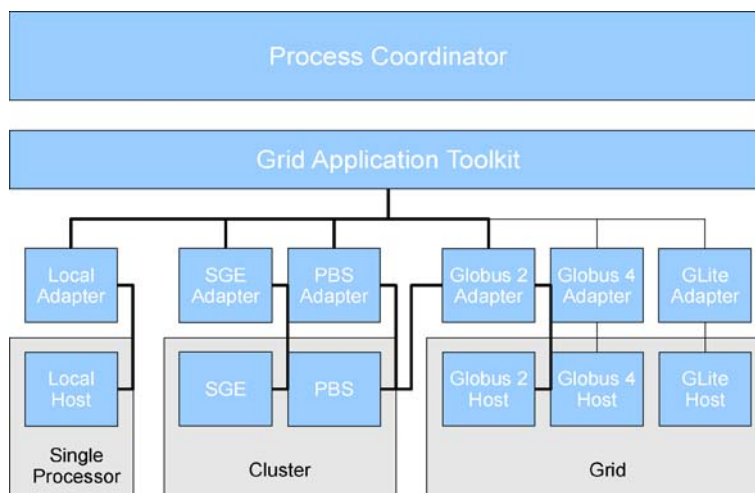 Process Coordinator
Grid Application Toolkit
Local
Adapter
SGE
Adapter
PBS
Adapter
Globus 2
Adapter
Globus 4
Adapter
GLite
Adapter
Local
Host
SGE
PBS
Globus 2
Host
Globus 4
Host
GLite
Host
Single
Processor
Cluster
Grid